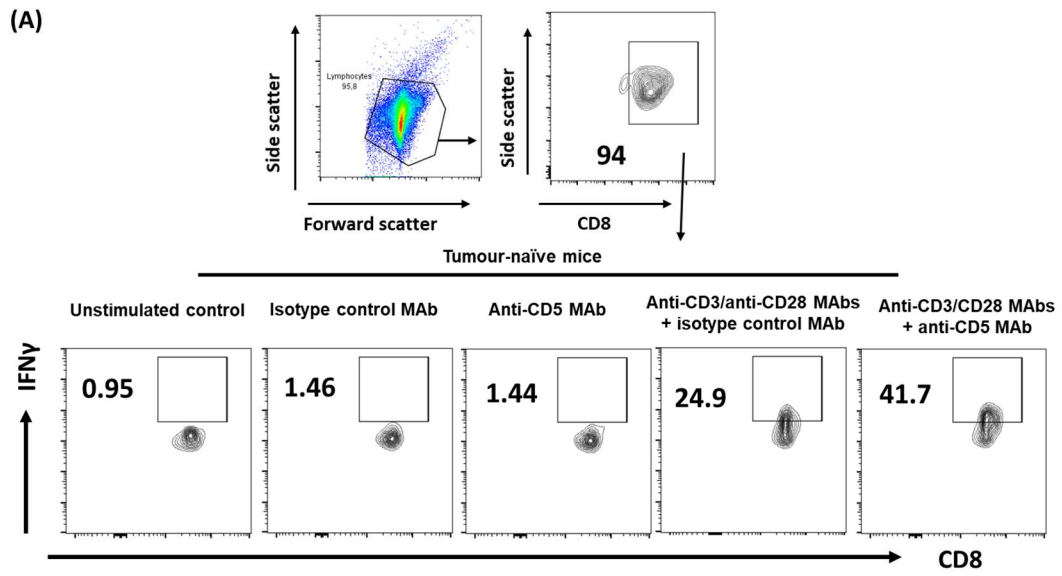 (A)
Side scatter
Lymphocytes
95,8
Forward scatter
Side scatter
94
CD8
Tumour-naïve mice
Unstimulated control
Isotype control MAb
Anti-CD5 MAb
Anti-CD3/anti-CD28 MAbs
+ isotype control MAb
Anti-CD3/CD28 MAbs
+ anti-CD5 MAb
IFNγ
0.95
1.46
1.44
24.9
41.7
CD8